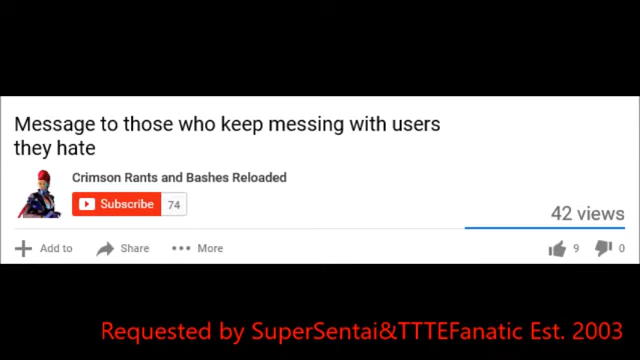 Message to those who keep messing with users
they hate
Crimson Rants and Bashes Reloaded
Subscribe 74
42 views
Add to Share More 9 0
Requested by SuperSentai&TTTEFanatic Est. 2003